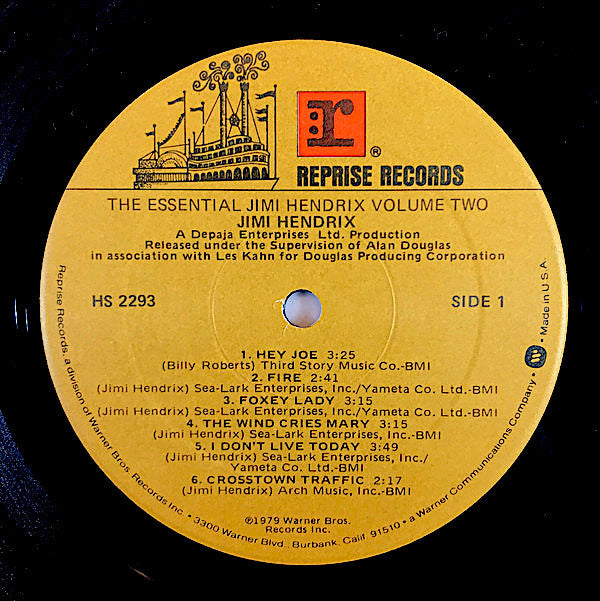 r
®
REPRISE RECORDS
THE ESSENTIAL JIMI HENDRIX VOLUME TWO
JIMI HENDRIX
A Depaja Enterprises Ltd. Production
Released under the Supervision of Alan Douglas
in association with Les Kahn for Douglas Producing Corporation
HS 2293
SIDE 1
1. HEY JOE 3:25
(Billy Roberts) Third Story Music Co.-BMI
2. FIRE 2:41
(Jimi Hendrix) Sea-Lark Enterprises, Inc./Yameta Co. Ltd.-BMI
3. FOXEY LADY 3:15
(Jimi Hendrix) Sea-Lark Enterprises, Inc./Yameta Co. Ltd.-BMI
4. THE WIND CRIES MARY 3:15
(Jimi Hendrix) Sea-Lark Enterprises, Inc./Yameta Co. Ltd.-BMI
5. I DON'T LIVE TODAY 3:49
(Jimi Hendrix) Sea-Lark Enterprises, Inc./
Yameta Co. Ltd.-BMI
6. CROSSTOWN TRAFFIC 2:17
(Jimi Hendrix) Arch Music, Inc.-BMI
℗1979 Warner Bros.
Records Inc.
Reprise Records, a division of Warner Bros. Records Inc. • 3300 Warner Blvd., Burbank, Calif. 91510 • a Warner Communications Company • Made in U.S.A.